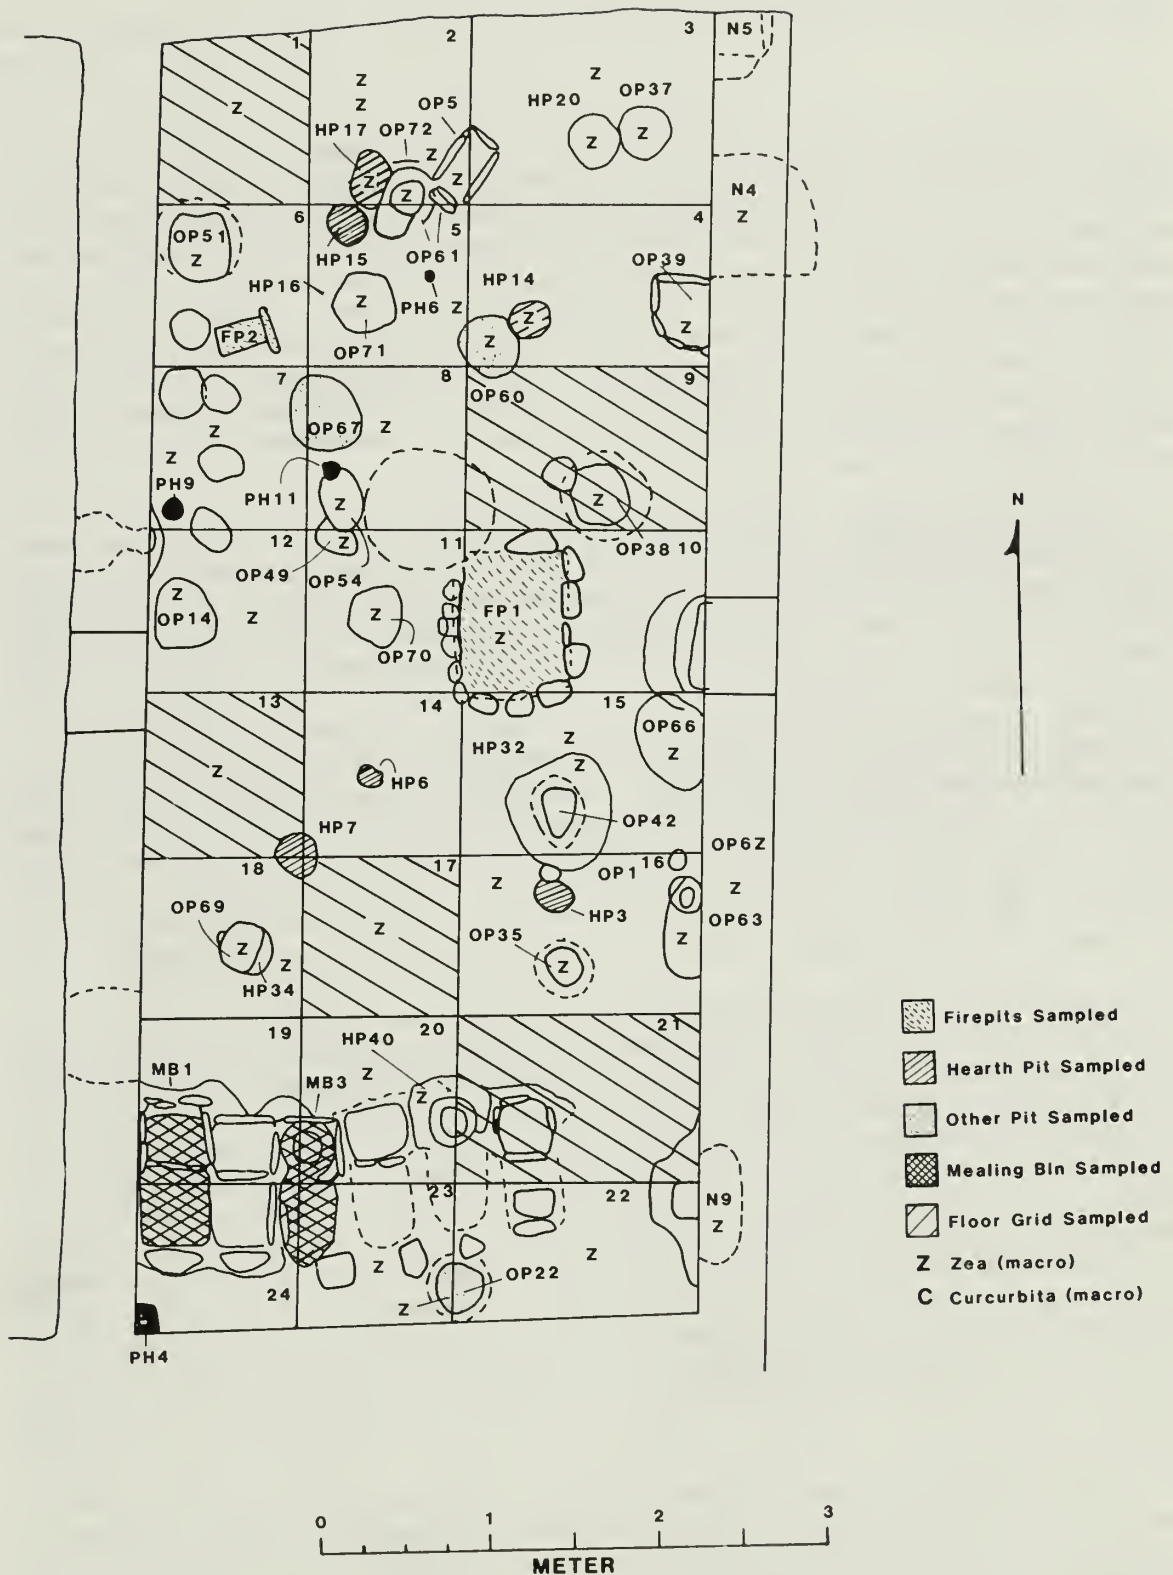 1
2
3
N5
Z
Z
Z
Z
HP20
OP37
OP5
HP17
OP72
Z
Z
Z
Z
Z
Z
N4
Z
6
5
4
OP51
Z
HP15
OP61
OP39
HP16
PH6
HP14
Z
Z
Z
Z
Z
FP2
OP71
7
8
OP60
9
OP67
Z
Z
Z
PH9
PH11
Z
Z
12
11
OP38
10
OP49
Z
OP54
Z
OP14
Z
Z
FP1
Z
OP70
13
14
15
OP66
Z
HP32
Z
Z
Z
HP6
OP42
HP7
OP6Z
18
17
OP1
16
Z
Z
HP3
OP63
OP69
Z
OP35
Z
Z
Z
Z
HP34
19
20
21
HP40
MB1
MB3
Z
Z
23
22
N9
Z
Z
Z
OP22
24
Z
PH4
N
Firepits Sampled
Hearth Pit Sampled
Other Pit Sampled
Mealing Bin Sampled
Floor Grid Sampled
Z Zea (macro)
C Curcurbita (macro)
0 1 2 3
METER